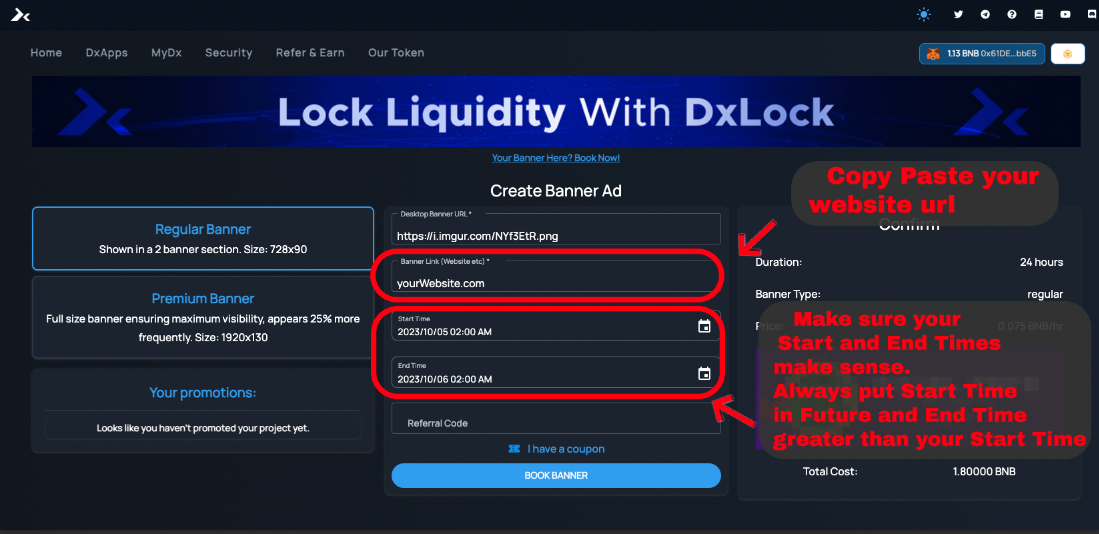 Home DxApps MyDx Security Refer & Earn Our Token
1.13 BNB 0x61DE...bbE5
Lock Liquidity With DxLock
Your Banner Here? Book Now!
Create Banner Ad
Regular Banner
Shown in a 2 banner section. Size: 728x90
Premium Banner
Full size banner ensuring maximum visibility, appears 25% more
frequently. Size: 1920x130
Your promotions:
Looks like you haven't promoted your project yet.
Desktop Banner URL *
https://i.imgur.com/NYf3EtR.png
Banner Link (Website etc) *
yourWebsite.com
Start Time
2023/10/05 02:00 AM
End Time
2023/10/06 02:00 AM
Referral Code
I have a coupon
BOOK BANNER
Copy Paste your
website url
Confirm
Duration: 24 hours
Banner Type: regular
Price: 0.075 BNB/hr
Make sure your
Start and End Times
make sense.
Always put Start Time
in Future and End Time
greater than your Start Time
Total Cost: 1.80000 BNB